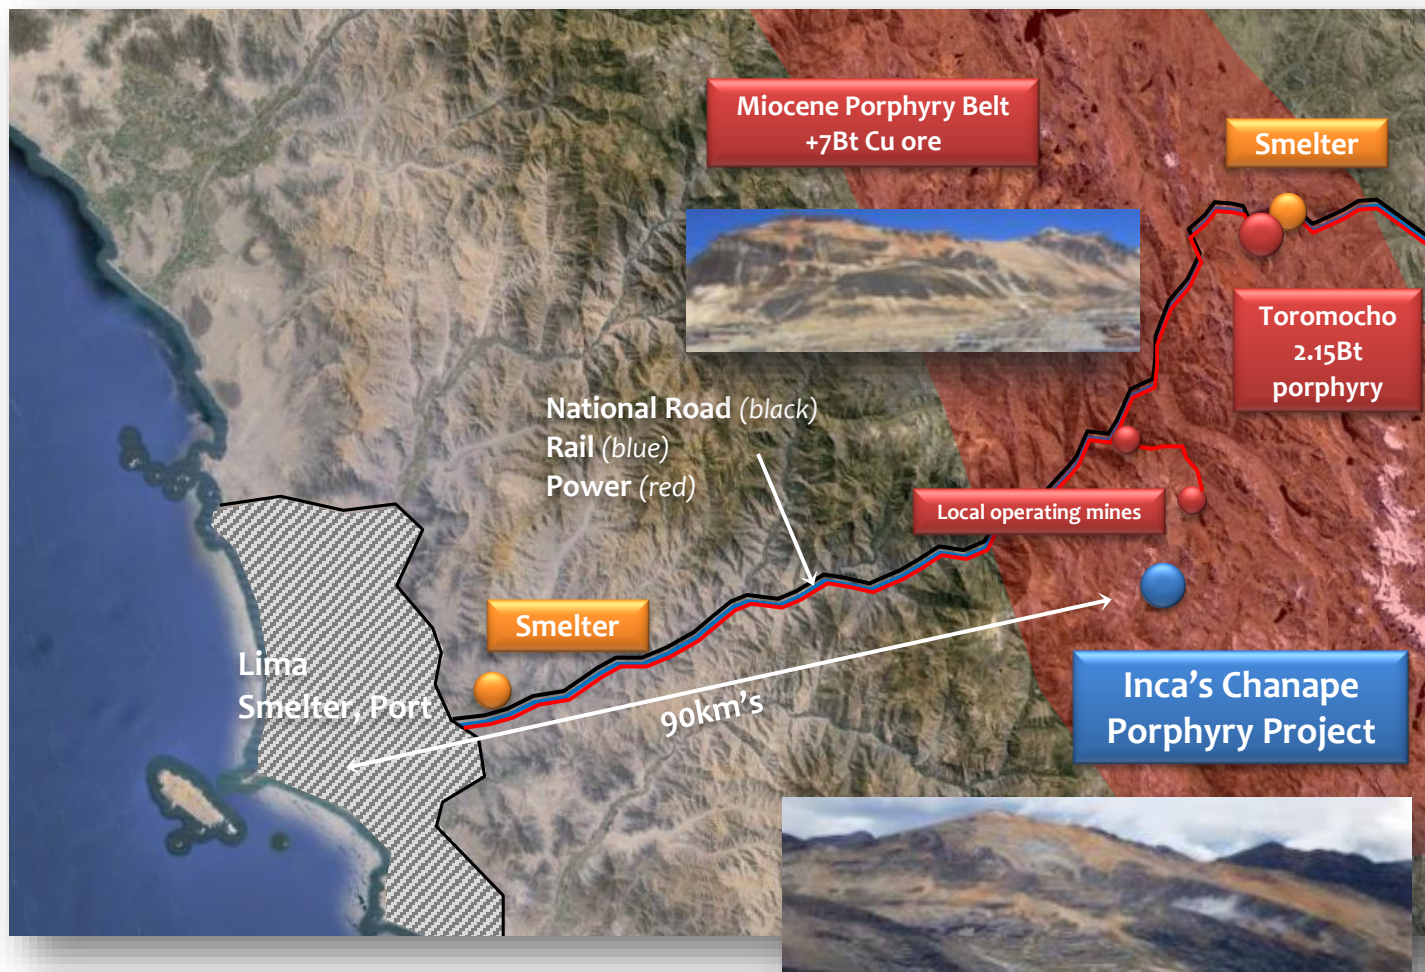 Miocene Porphyry Belt
+7Bt Cu ore
Smelter
Toromocho
2.15Bt
porphyry
National Road (black)
Rail (blue)
Power (red)
Local operating mines
Smelter
Lima
Smelter, Port
90km’s
Inca’s Chanape
Porphyry Project